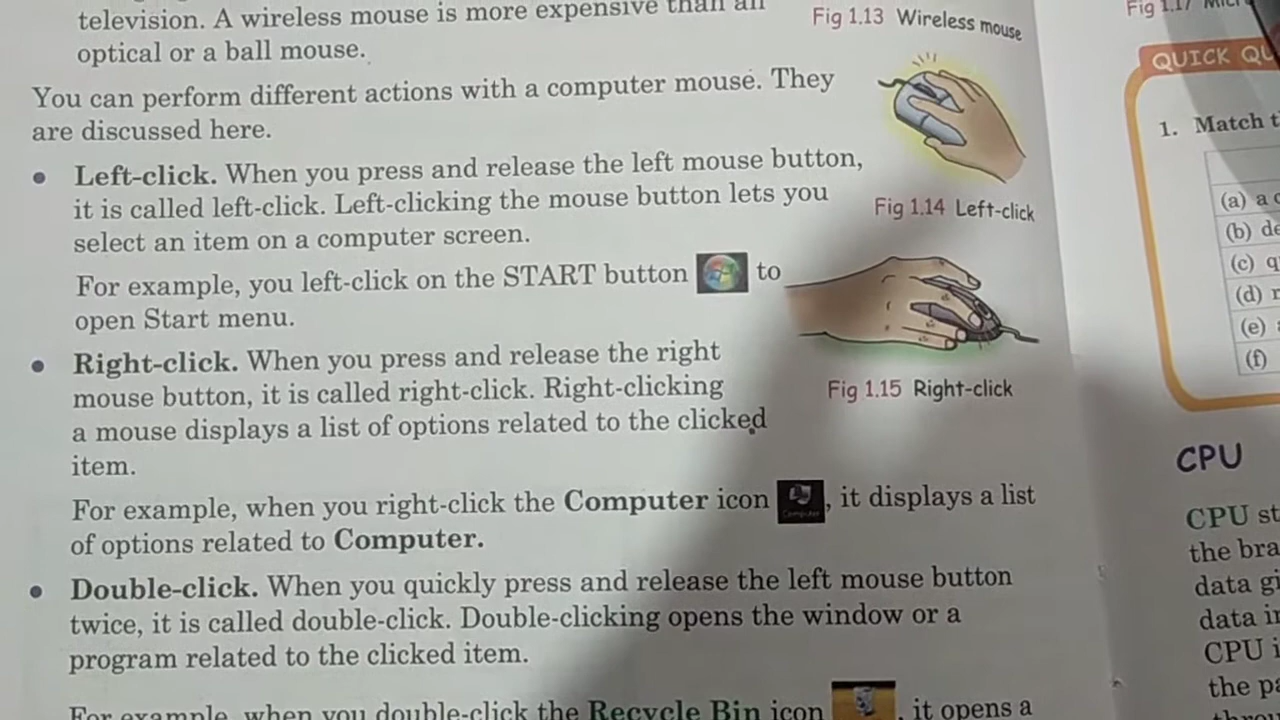 television. A wireless mouse is more expensive than an
optical or a ball mouse.
Fig 1.13 Wireless mouse
You can perform different actions with a computer mouse. They
are discussed here.
• Left-click. When you press and release the left mouse button,
it is called left-click. Left-clicking the mouse button lets you
select an item on a computer screen.
Fig 1.14 Left-click
For example, you left-click on the START button to
open Start menu.
• Right-click. When you press and release the right
mouse button, it is called right-click. Right-clicking
a mouse displays a list of options related to the clicked
item.
Fig 1.15 Right-click
For example, when you right-click the Computer icon Computer, it displays a list
of options related to Computer.
• Double-click. When you quickly press and release the left mouse button
twice, it is called double-click. Double-clicking opens the window or a
program related to the clicked item.
For example, when you double-click the Recycle Bin icon, it opens a
Fig 1.17
QUICK
1. Match
(a) a
(b)
(c)
(d)
(e)
(f)
CPU
CPU
the
data
data
CPU
the